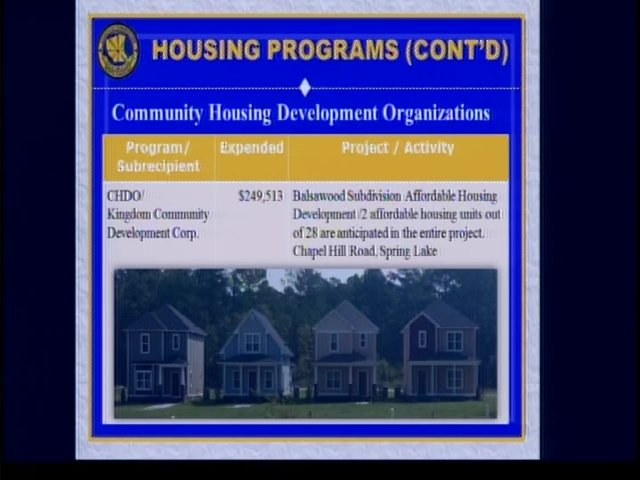 HOUSING PROGRAMS (CONT'D)
Community Housing Development Organizations
Program/ Expended Project / Activity
Subrecipient
CHDO/ $249,513 Balsawood Subdivision Affordable Housing
Kingdom Community Development /2 affordable housing units out
Development Corp. of 28 are anticipated in the entire project.
Chapel Hill Road, Spring Lake